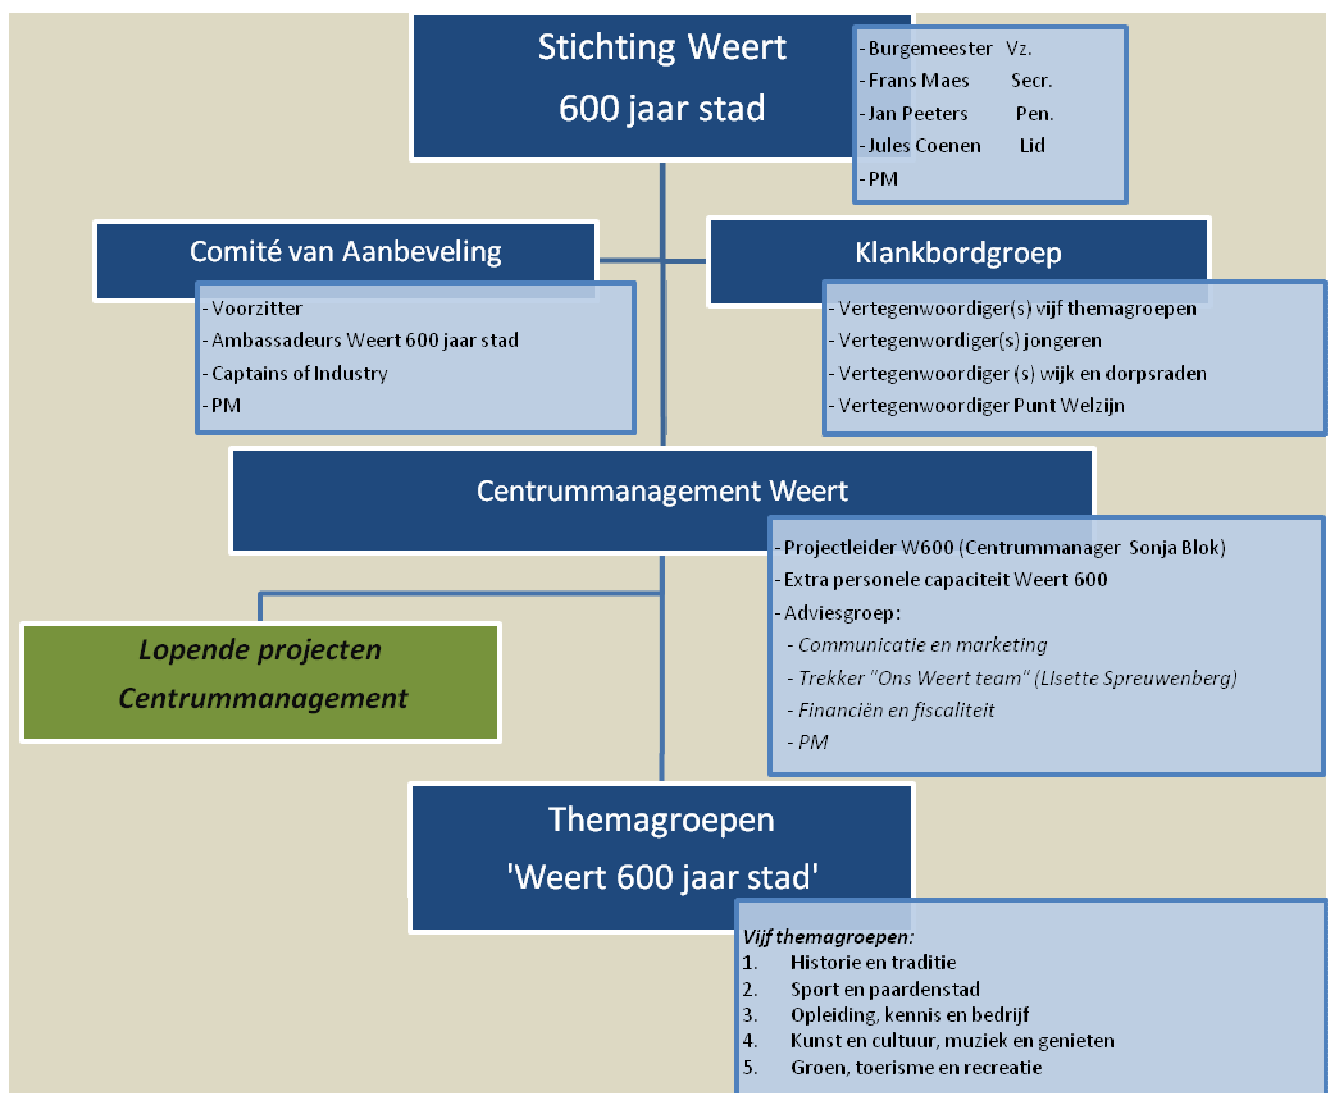 Stichting Weert
600 jaar stad
- Burgemeester Vz.
- Frans Maes Secr.
- Jan Peeters Pen.
- Jules Coenen Lid
- PM
Comité van Aanbeveling
- Voorzitter
- Ambassadeurs Weert 600 jaar stad
- Captains of Industry
- PM
Klankbordgroep
- Vertegenwoordiger(s) vijf themagroepen
- Vertegenwordiger(s) jongeren
- Vertegenwoordiger (s) wijk en dorpsraden
- Vertegenwoordiger Punt Welzijn
Centrummanagement Weert
- Projectleider W600 (Centrummanager Sonja Blok)
- Extra personele capaciteit Weert 600
- Adviesgroep:
- Communicatie en marketing
- Trekker "Ons Weert team" (LIsette Spreuwenberg)
- Financiën en fiscaliteit
- PM
Lopende projecten
Centrummanagement
Themagroepen
'Weert 600 jaar stad'
Vijf themagroepen:
1. Historie en traditie
2. Sport en paardenstad
3. Opleiding, kennis en bedrijf
4. Kunst en cultuur, muziek en genieten
5. Groen, toerisme en recreatie